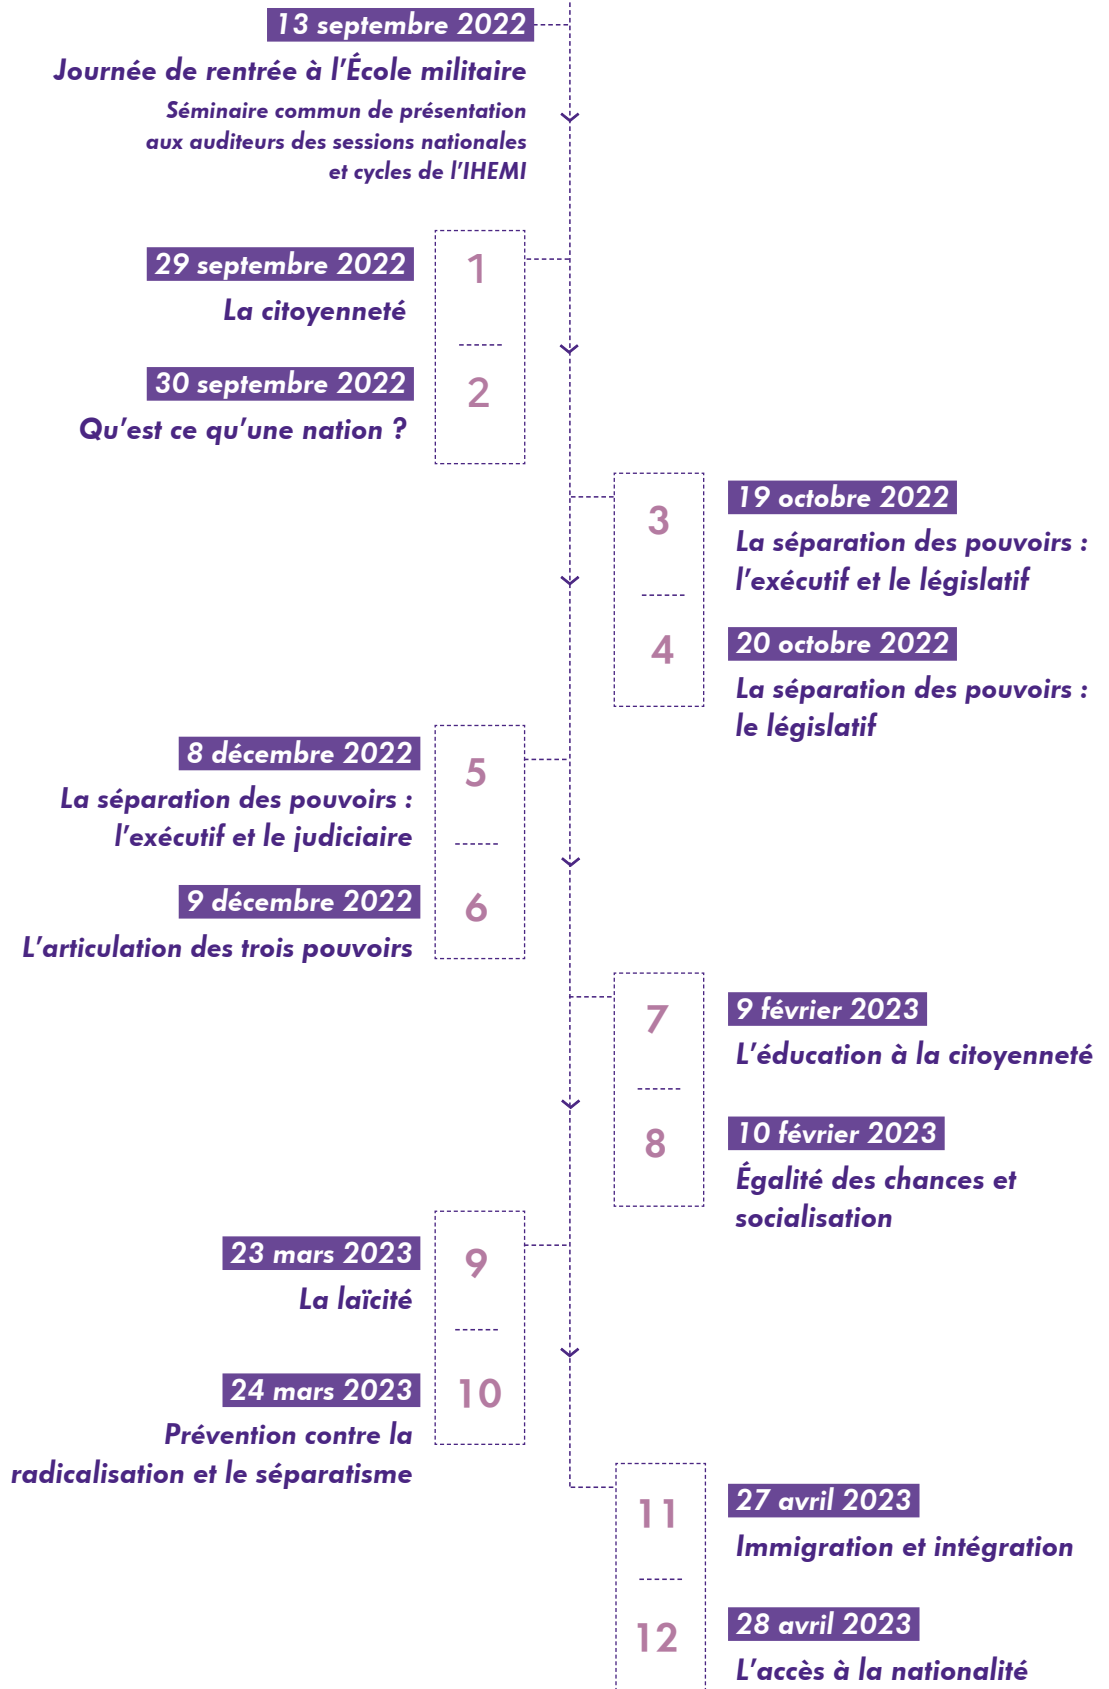 13 septembre 2022
Journée de rentrée à l’École militaire
Séminaire commun de présentation
aux auditeurs des sessions nationales
et cycles de l’IHEMI
29 septembre 2022
1
La citoyenneté
30 septembre 2022
2
Qu’est ce qu’une nation ?
3
19 octobre 2022
La séparation des pouvoirs :
l’exécutif et le législatif
4
20 octobre 2022
La séparation des pouvoirs :
le législatif
8 décembre 2022
5
La séparation des pouvoirs :
l’exécutif et le judiciaire
9 décembre 2022
6
L’articulation des trois pouvoirs
7
9 février 2023
L’éducation à la citoyenneté
8
10 février 2023
Égalité des chances et
socialisation
23 mars 2023
9
La laïcité
24 mars 2023
10
Prévention contre la
radicalisation et le séparatisme
11
27 avril 2023
Immigration et intégration
12
28 avril 2023
L’accès à la nationalité